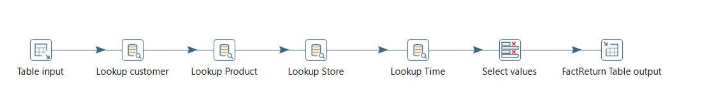 Table input
Lookup customer
Lookup Product
Lookup Store
Lookup Time
Select values
FactReturn Table output